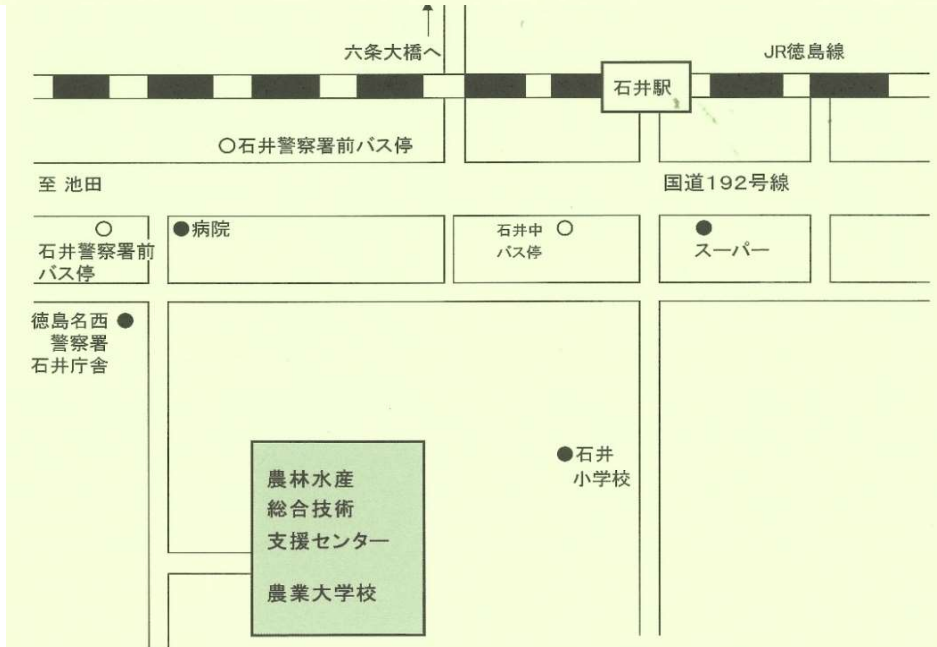 六条大橋へ
JR徳島線
石井駅
○石井警察署前バス停
至 池田
国道192号線
石井警察署前
バス停
病院
石井中
バス停
スーパー
徳島名西
警察署
石井庁舎
石井
小学校
農林水産
総合技術
支援センター
農業大学校